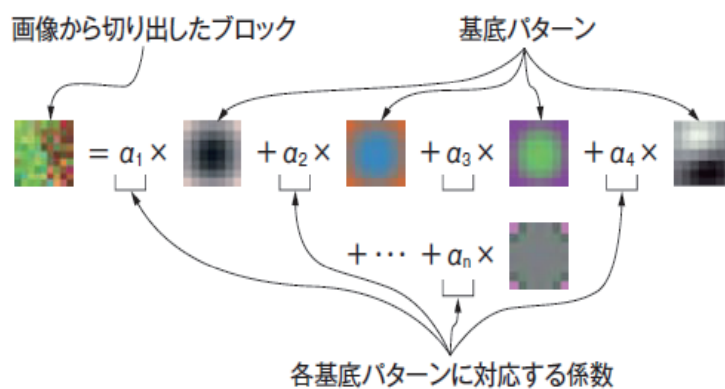 画像から切り出したブロック
基底パターン
= α₁ × + α₂ × + α₃ × + α₄ ×
+ ⋯ + αₙ ×
各基底パターンに対応する係数